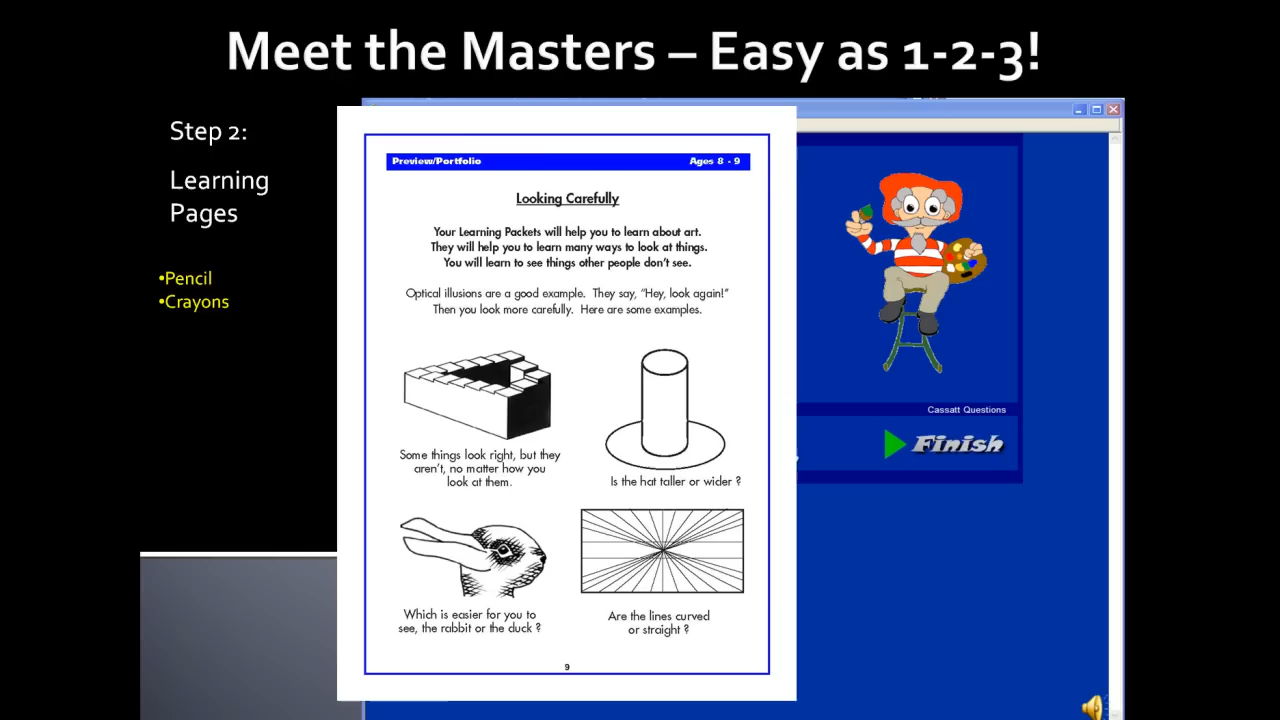 Meet the Masters – Easy as 1-2-3!
Step 2:
Learning
Pages
•Pencil
•Crayons
Preview/Portfolio Ages 8 - 9
Looking Carefully
Your Learning Packets will help you to learn about art.
They will help you to learn many ways to look at things.
You will learn to see things other people don't see.
Optical illusions are a good example. They say, "Hey, look again!"
Then you look more carefully. Here are some examples.
Some things look right, but they
aren't, no matter how you
look at them.
Is the hat taller or wider ?
Which is easier for you to
see, the rabbit or the duck ?
Are the lines curved
or straight ?
9
Cassatt Questions
Finish